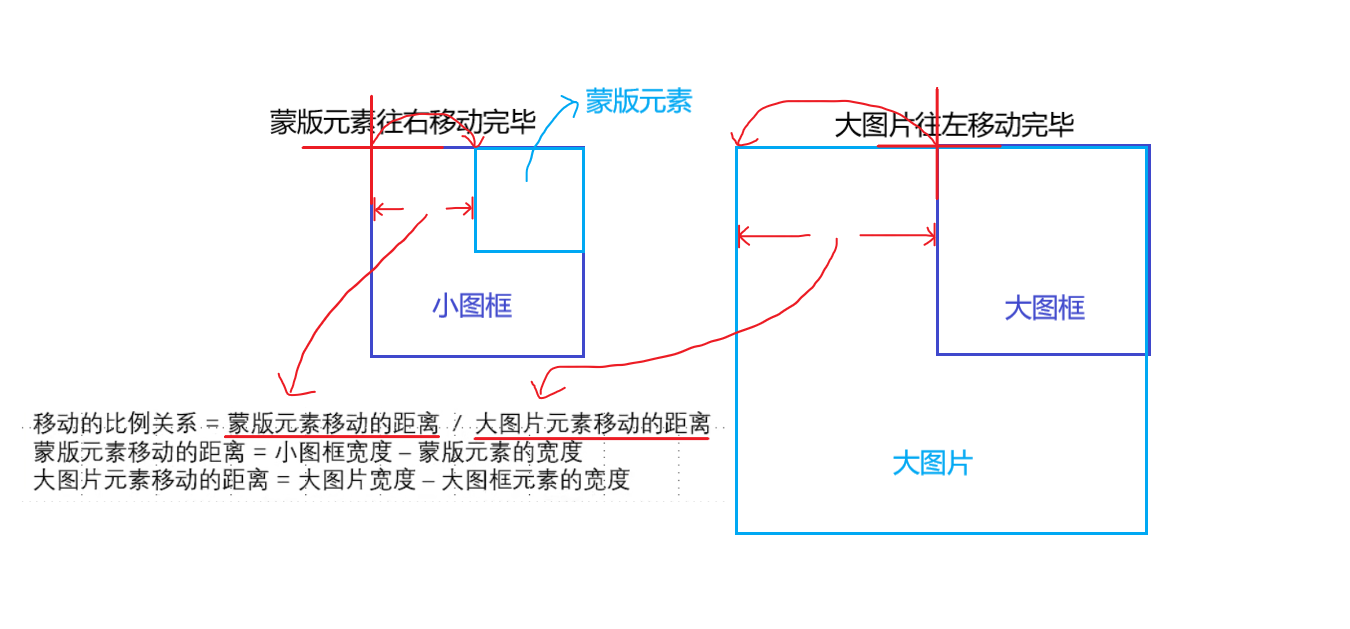 蒙版元素
蒙版元素往右移动完毕
大图片往左移动完毕
小图框
大图框
移动的比例关系 = 蒙版元素移动的距离 / 大图片元素移动的距离
蒙版元素移动的距离 = 小图框宽度 – 蒙版元素的宽度
大图片元素移动的距离 = 大图片宽度 – 大图框元素的宽度
大图片